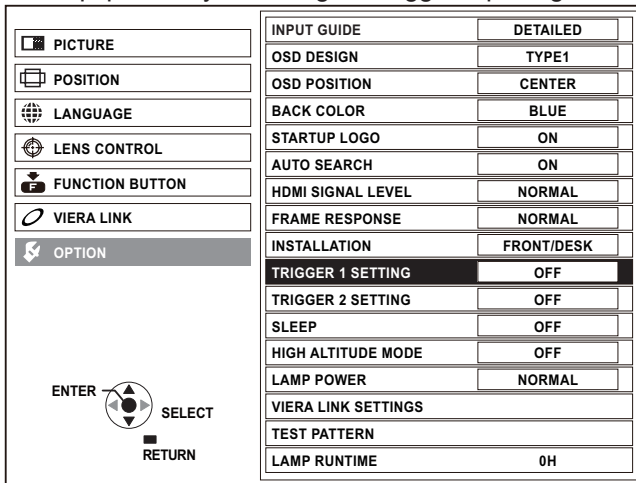 PICTURE
POSITION
LANGUAGE
LENS CONTROL
F FUNCTION BUTTON
VIERA LINK
OPTION
ENTER
SELECT
RETURN
INPUT GUIDE DETAILED
OSD DESIGN TYPE1
OSD POSITION CENTER
BACK COLOR BLUE
STARTUP LOGO ON
AUTO SEARCH ON
HDMI SIGNAL LEVEL NORMAL
FRAME RESPONSE NORMAL
INSTALLATION FRONT/DESK
TRIGGER 1 SETTING OFF
TRIGGER 2 SETTING OFF
SLEEP OFF
HIGH ALTITUDE MODE OFF
LAMP POWER NORMAL
VIERA LINK SETTINGS
TEST PATTERN
LAMP RUNTIME 0H